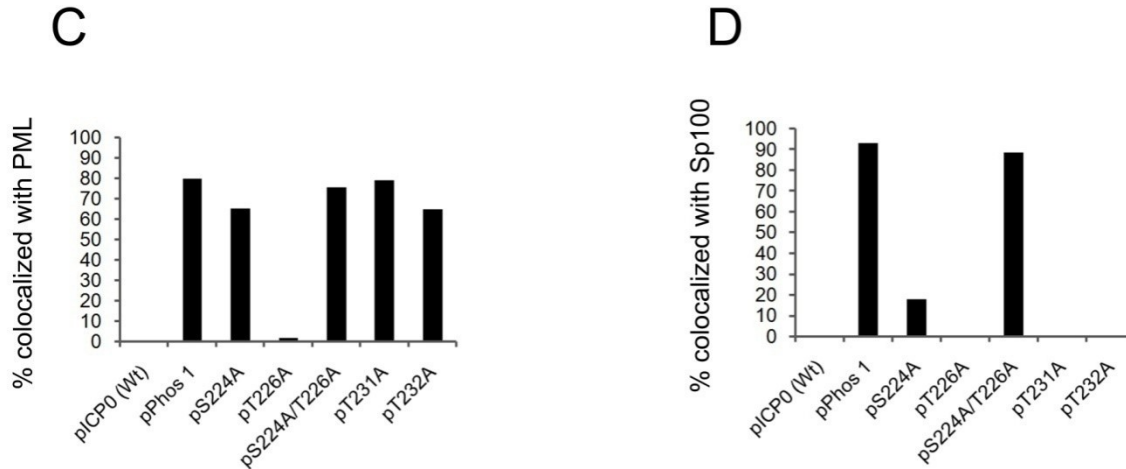 C
% colocalized with PML
100
90
80
70
60
50
40
30
20
10
0
pICP0 (Wt)
pPhos 1
pS224A
pT226A
pS224A/T226A
pT231A
pT232A
D
% colocalized with Sp100
100
90
80
70
60
50
40
30
20
10
0
pICP0 (Wt)
pPhos 1
pS224A
pT226A
pS224A/T226A
pT231A
pT232A